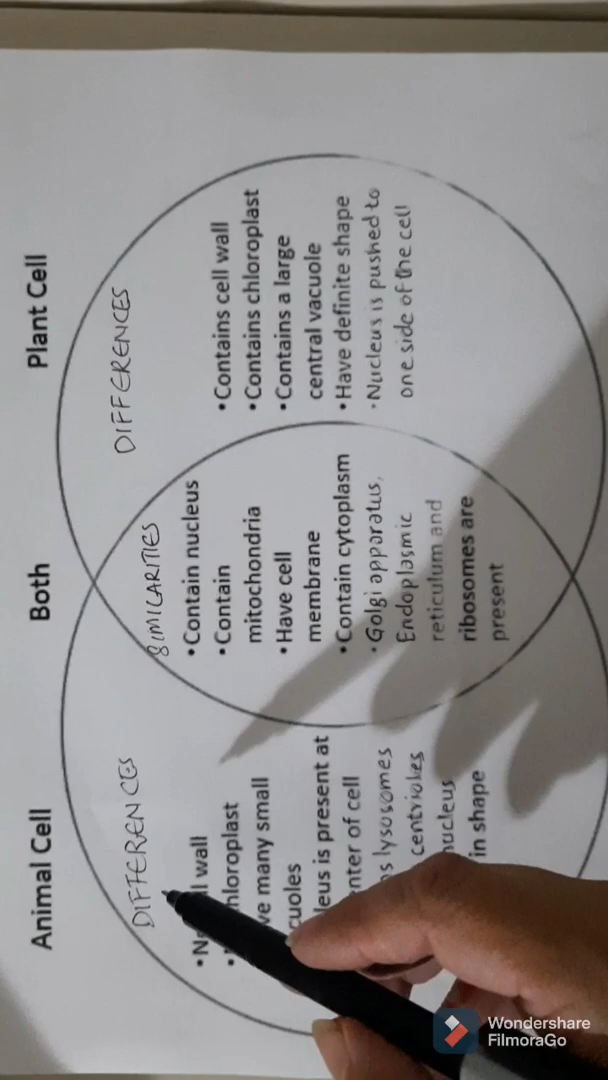 Animal Cell
Both
Plant Cell
DIFFERENCES
wall
hloroplast
ve many small
cuoles
leus is present at
nter of cell
s lysosomes
centrioles
nucleus
in shape
SIMILARITIES
• Contain nucleus
• Contain
mitochondria
• Have cell
membrane
• Contain cytoplasm
• Golgi apparatus,
Endoplasmic
reticulum and
ribosomes are
present
DIFFERENCES
• Contains cell wall
• Contains chloroplast
• Contains a large
central vacuole
• Have definite shape
• Nucleus is pushed to
one side of the cell
Wondershare
FilmoraGo